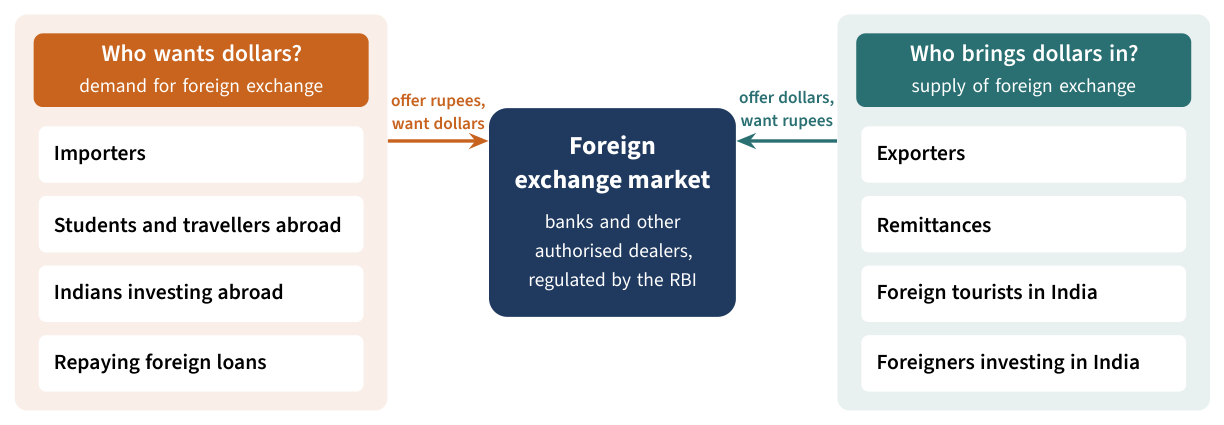 Who wants dollars?
demand for foreign exchange
Importers
Students and travellers abroad
Indians investing abroad
Repaying foreign loans
offer rupees,
want dollars
Foreign
exchange market
banks and other
authorised dealers,
regulated by the RBI
offer dollars,
want rupees
Who brings dollars in?
supply of foreign exchange
Exporters
Remittances
Foreign tourists in India
Foreigners investing in India